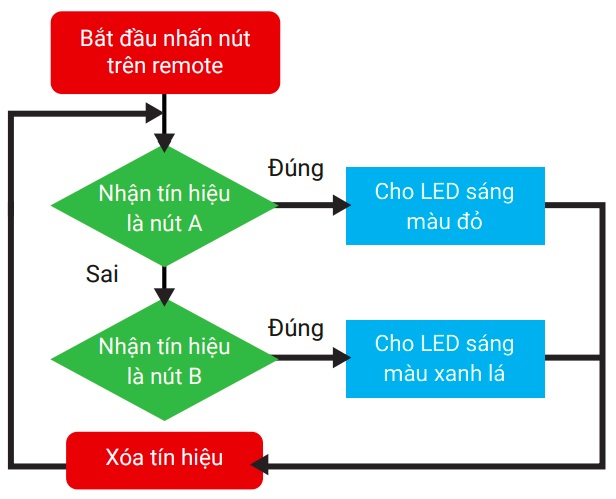 Bắt đầu nhấn nút
trên remote
Nhận tín hiệu
là nút A
Đúng
Cho LED sáng
màu đỏ
Sai
Nhận tín hiệu
là nút B
Đúng
Cho LED sáng
màu xanh lá
Xóa tín hiệu